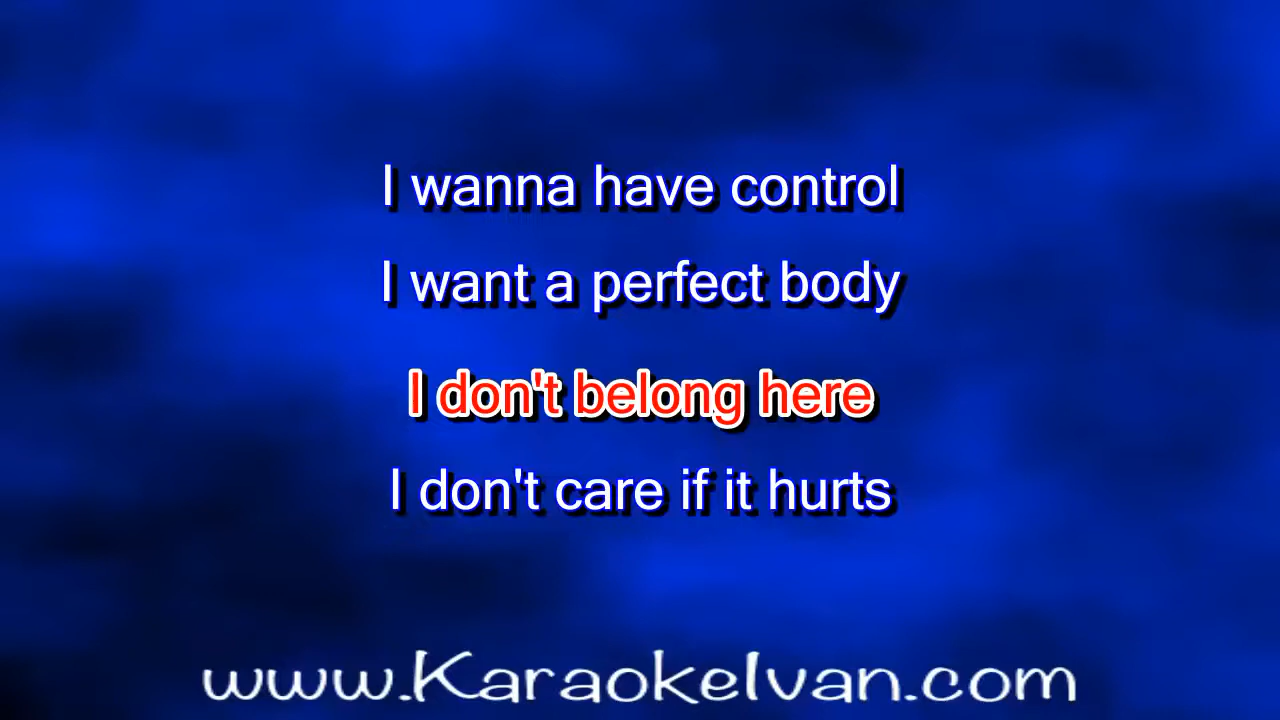 I wanna have control
I want a perfect body
I don't belong here
I don't care if it hurts
www.KaraokeIvan.com